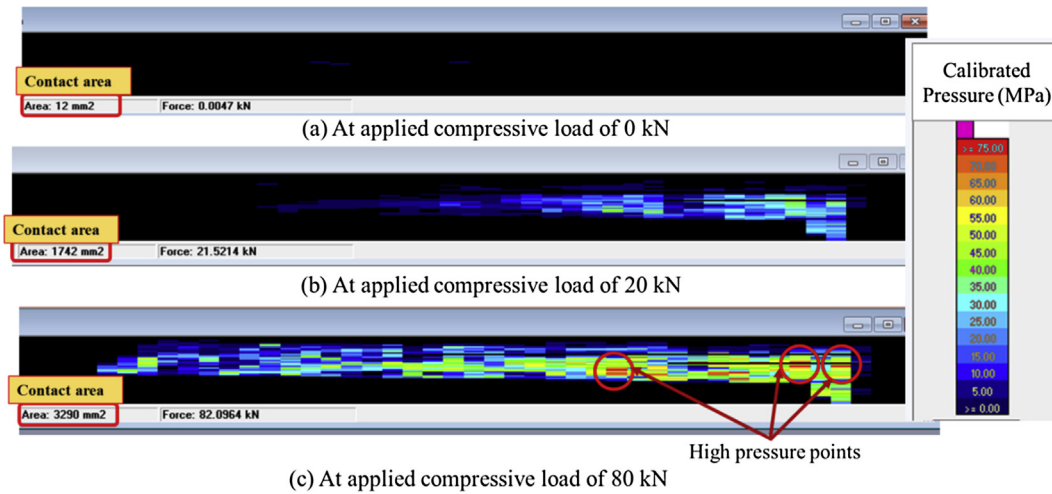 Contact area
Area: 12 mm2
Force: 0.0047 kN
(a) At applied compressive load of 0 kN
Contact area
Area: 1742 mm2
Force: 21.5214 kN
(b) At applied compressive load of 20 kN
Contact area
Area: 3290 mm2
Force: 82.0964 kN
High pressure points
(c) At applied compressive load of 80 kN
Calibrated
Pressure (MPa)
>= 75.00
70.00
65.00
60.00
55.00
50.00
45.00
40.00
35.00
30.00
25.00
20.00
15.00
10.00
5.00
>= 0.00